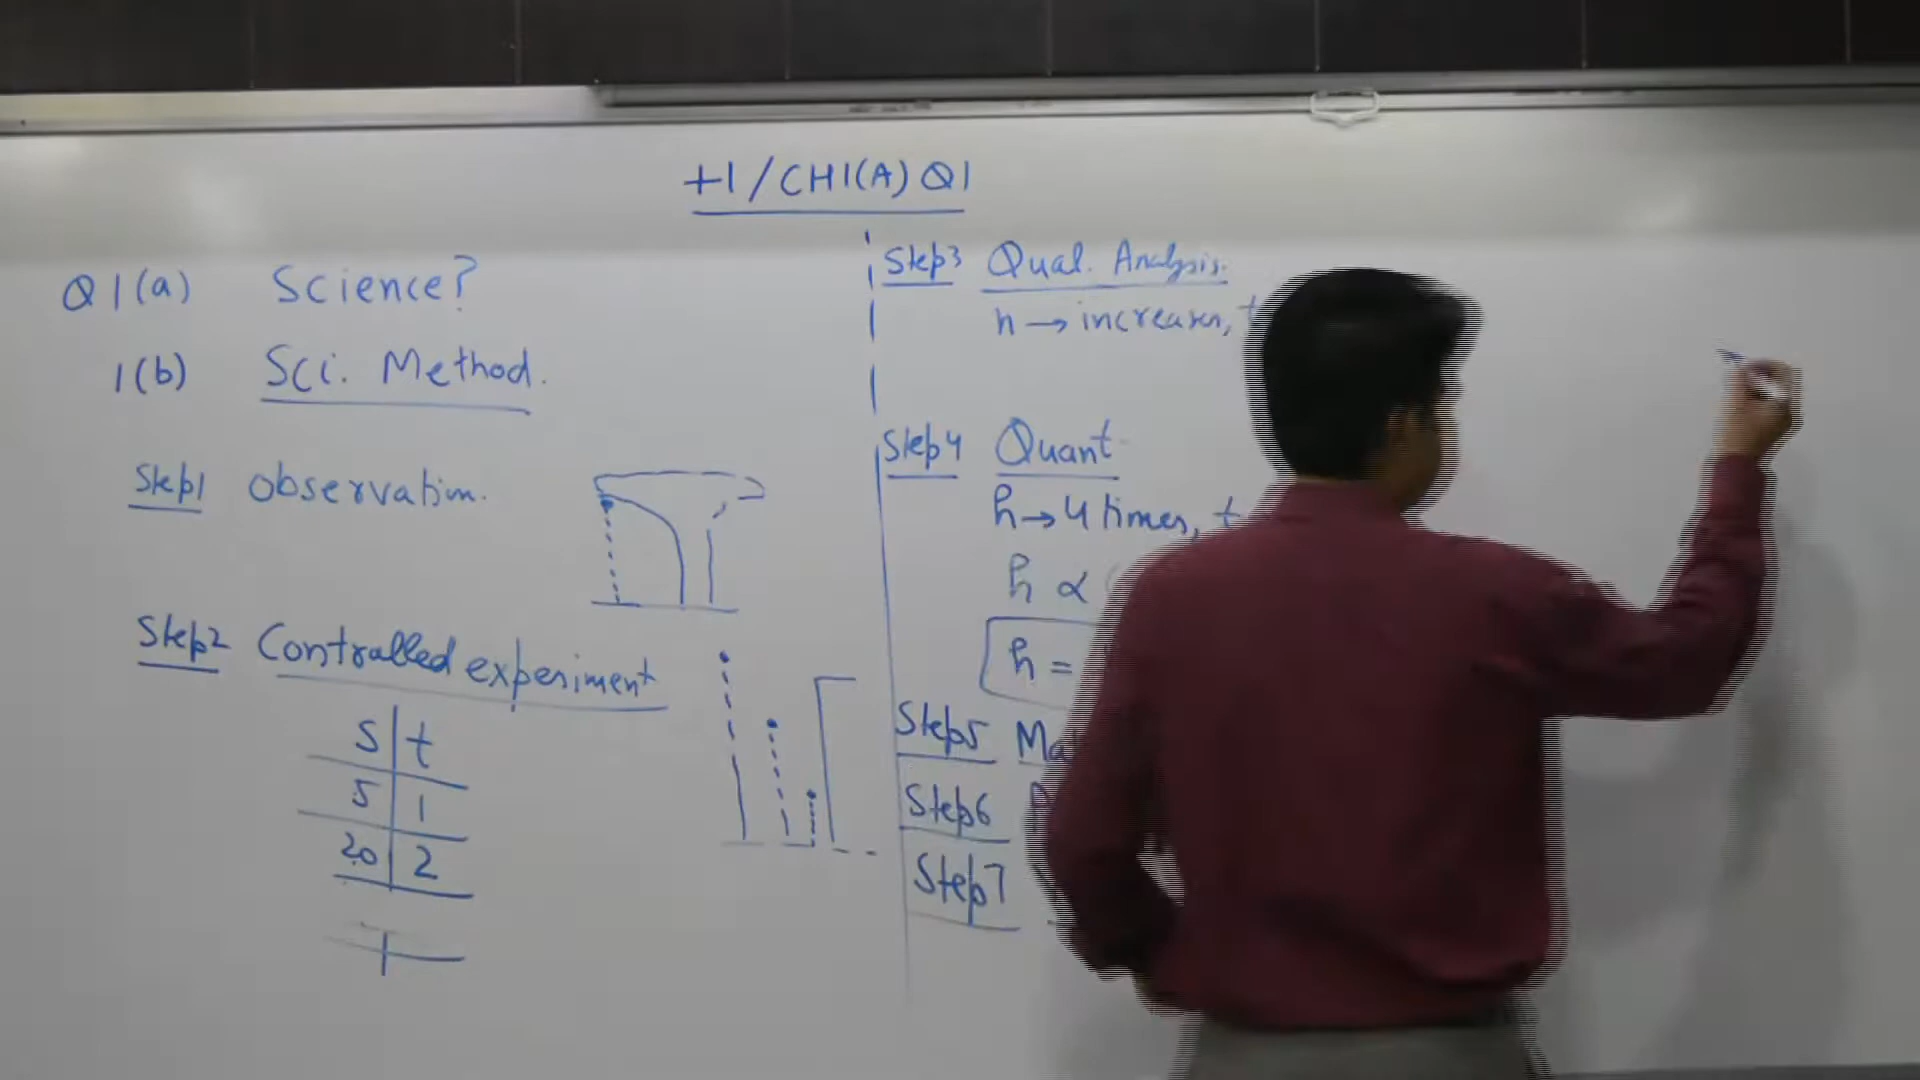 +1/CH1(A) Q1
Q1(a) Science?
1(b) Sci. Method.
Step1 Observation.
Step2 Controlled experiment
S t
5 1
20 2
Step3 Qual. Analysis.
h → increases, t
Step4 Quant
h → 4 times, t
h ∝
h =
Step5 Ma
Step6
Step7